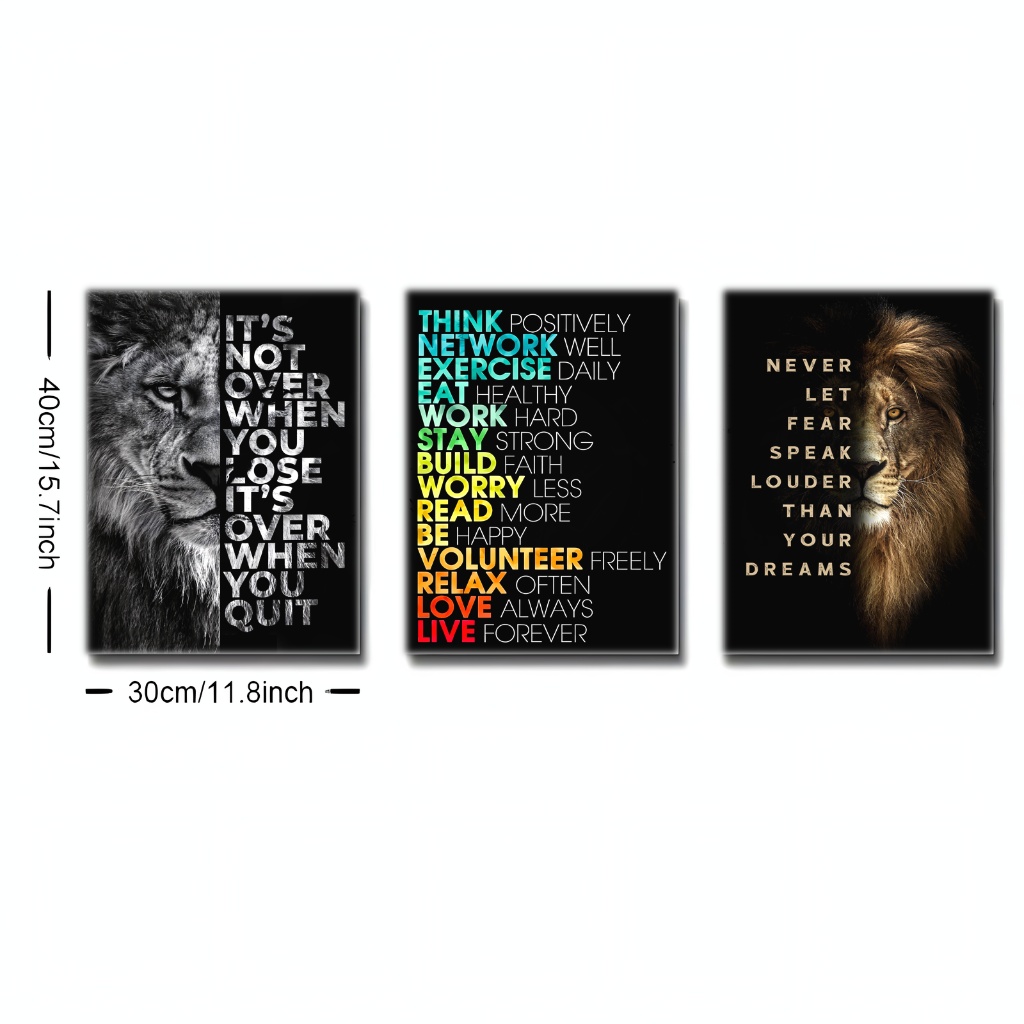 IT'S
NOT
OVER
WHEN
YOU
LOSE
IT'S
OVER
WHEN
YOU
QUIT
THINK POSITIVELY
NETWORK WELL
EXERCISE DAILY
EAT HEALTHY
WORK HARD
STAY STRONG
BUILD FAITH
WORRY LESS
READ MORE
BE HAPPY
VOLUNTEER FREELY
RELAX OFTEN
LOVE ALWAYS
LIVE FOREVER
NEVER
LET
FEAR
SPEAK
LOUDER
THAN
YOUR
DREAMS
40cm/15.7inch
30cm/11.8inch